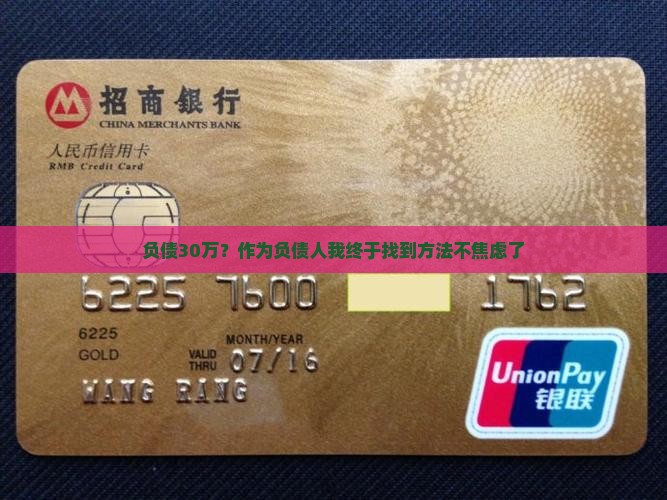 招商银行
CHINA MERCHANTS BANK
人民币信用卡
RMB Credit Card
负债30万?作为负债人我终于找到方法不焦虑了
6225 7600 1762
6225
GOLD
MONTH/YEAR
VALID THRU 07/16
WANG RANG
UnionPay
银联